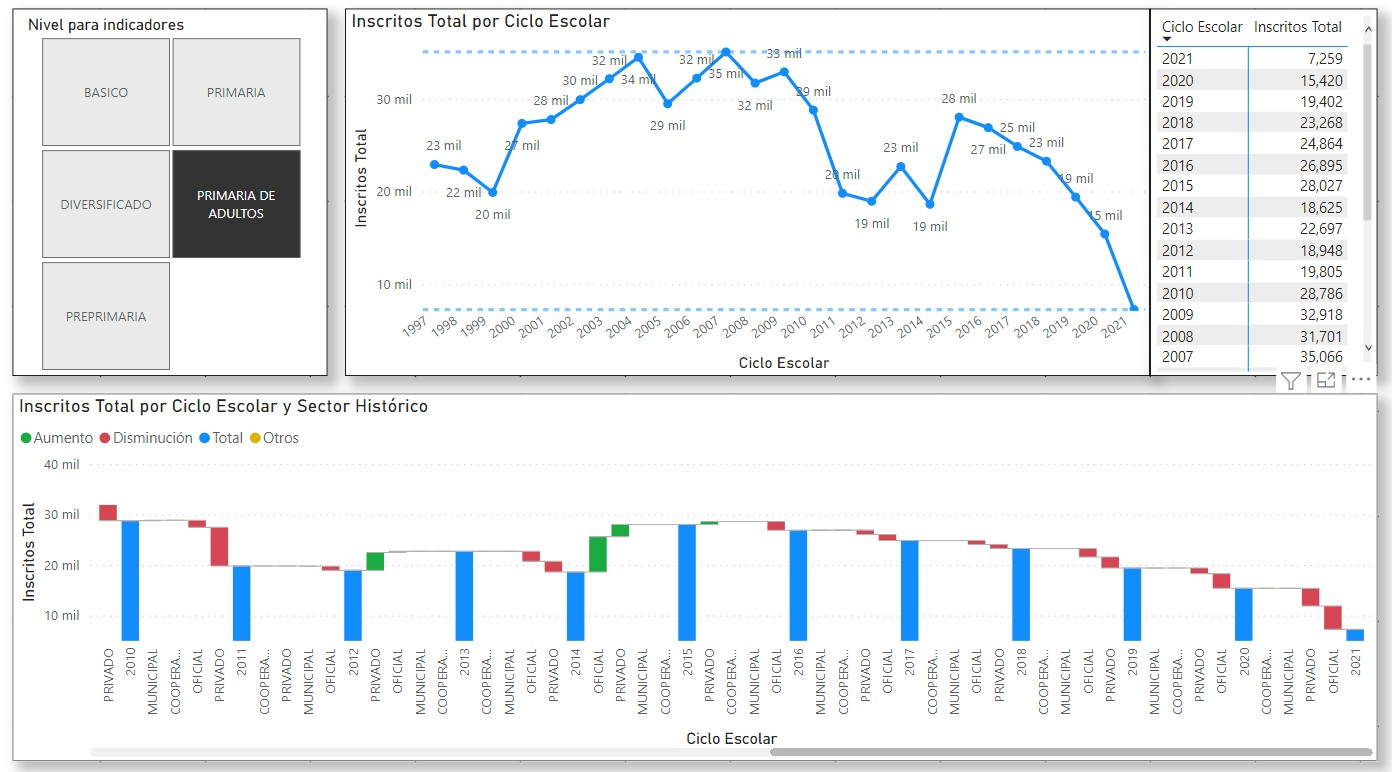 Nivel para indicadores
BASICO
PRIMARIA
DIVERSIFICADO
PRIMARIA DE
ADULTOS
PREPRIMARIA
Inscritos Total por Ciclo Escolar
Inscritos Total
30 mil
20 mil
10 mil
23 mil
22 mil
20 mil
27 mil
28 mil
30 mil
32 mil
34 mil
29 mil
32 mil
35 mil
32 mil
33 mil
29 mil
20 mil
19 mil
23 mil
19 mil
28 mil
27 mil
25 mil
23 mil
19 mil
15 mil
1997
1998
1999
2000
2001
2002
2003
2004
2005
2006
2007
2008
2009
2010
2011
2012
2013
2014
2015
2016
2017
2018
2019
2020
2021
Ciclo Escolar
Ciclo Escolar Inscritos Total
2021 7,259
2020 15,420
2019 19,402
2018 23,268
2017 24,864
2016 26,895
2015 28,027
2014 18,625
2013 22,697
2012 18,948
2011 19,805
2010 28,786
2009 32,918
2008 31,701
2007 35,066
Inscritos Total por Ciclo Escolar y Sector Histórico
Aumento Disminución Total Otros
Inscritos Total
40 mil
30 mil
20 mil
10 mil
PRIVADO
2010
MUNICIPAL
COOPERA...
OFICIAL
PRIVADO
2011
COOPERA...
PRIVADO
MUNICIPAL
OFICIAL
2012
PRIVADO
OFICIAL
MUNICIPAL
COOPERA...
2013
COOPERA...
MUNICIPAL
OFICIAL
PRIVADO
2014
OFICIAL
PRIVADO
MUNICIPAL
COOPERA...
2015
PRIVADO
COOPERA...
MUNICIPAL
OFICIAL
2016
MUNICIPAL
COOPERA...
PRIVADO
OFICIAL
2017
COOPERA...
MUNICIPAL
OFICIAL
PRIVADO
2018
COOPERA...
MUNICIPAL
OFICIAL
PRIVADO
2019
COOPERA...
MUNICIPAL
PRIVADO
OFICIAL
2020
COOPERA...
MUNICIPAL
PRIVADO
OFICIAL
2021
Ciclo Escolar